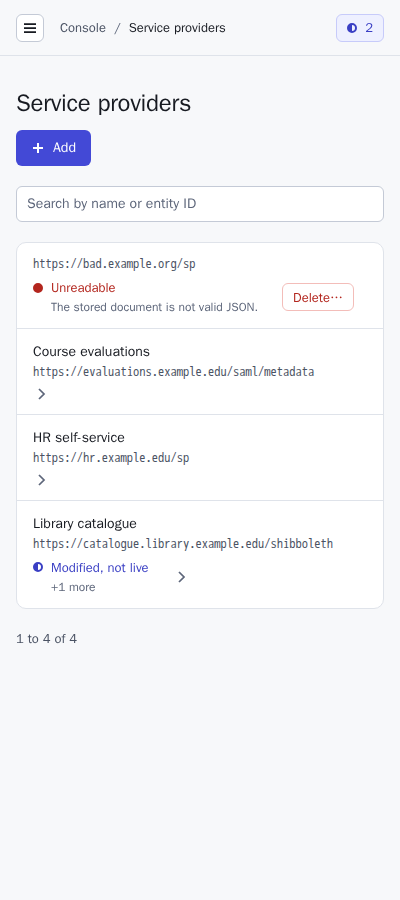 Console / Service providers
2
Service providers
Add
Search by name or entity ID
https://bad.example.org/sp
Unreadable
The stored document is not valid JSON.
Delete···
Course evaluations
https://evaluations.example.edu/saml/metadata
HR self-service
https://hr.example.edu/sp
Library catalogue
https://catalogue.library.example.edu/shibboleth
Modified, not live
+1 more
1 to 4 of 4